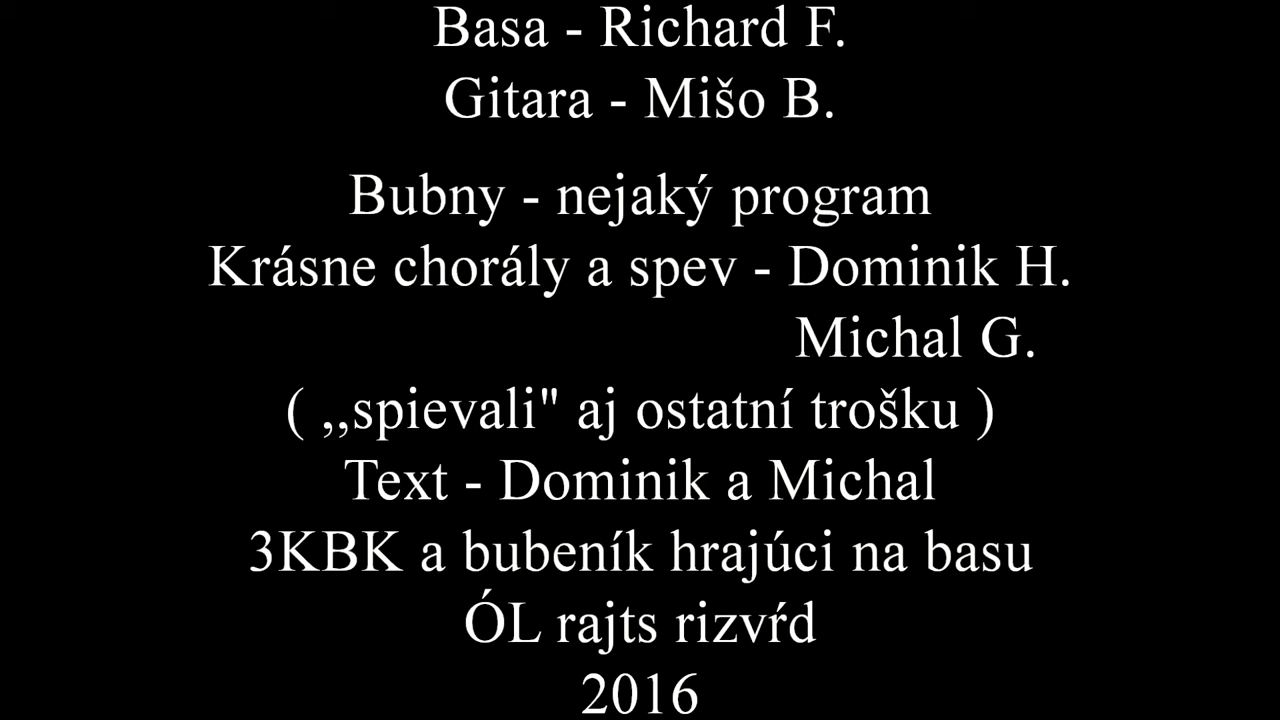 Basa - Richard F.
Gitara - Mišo B.
Bubny - nejaký program
Krásne chorály a spev - Dominik H.
Michal G.
( ,,spievali" aj ostatní trošku )
Text - Dominik a Michal
3KBK a bubeník hrajúci na basu
ÓL rajts rizvŕd
2016